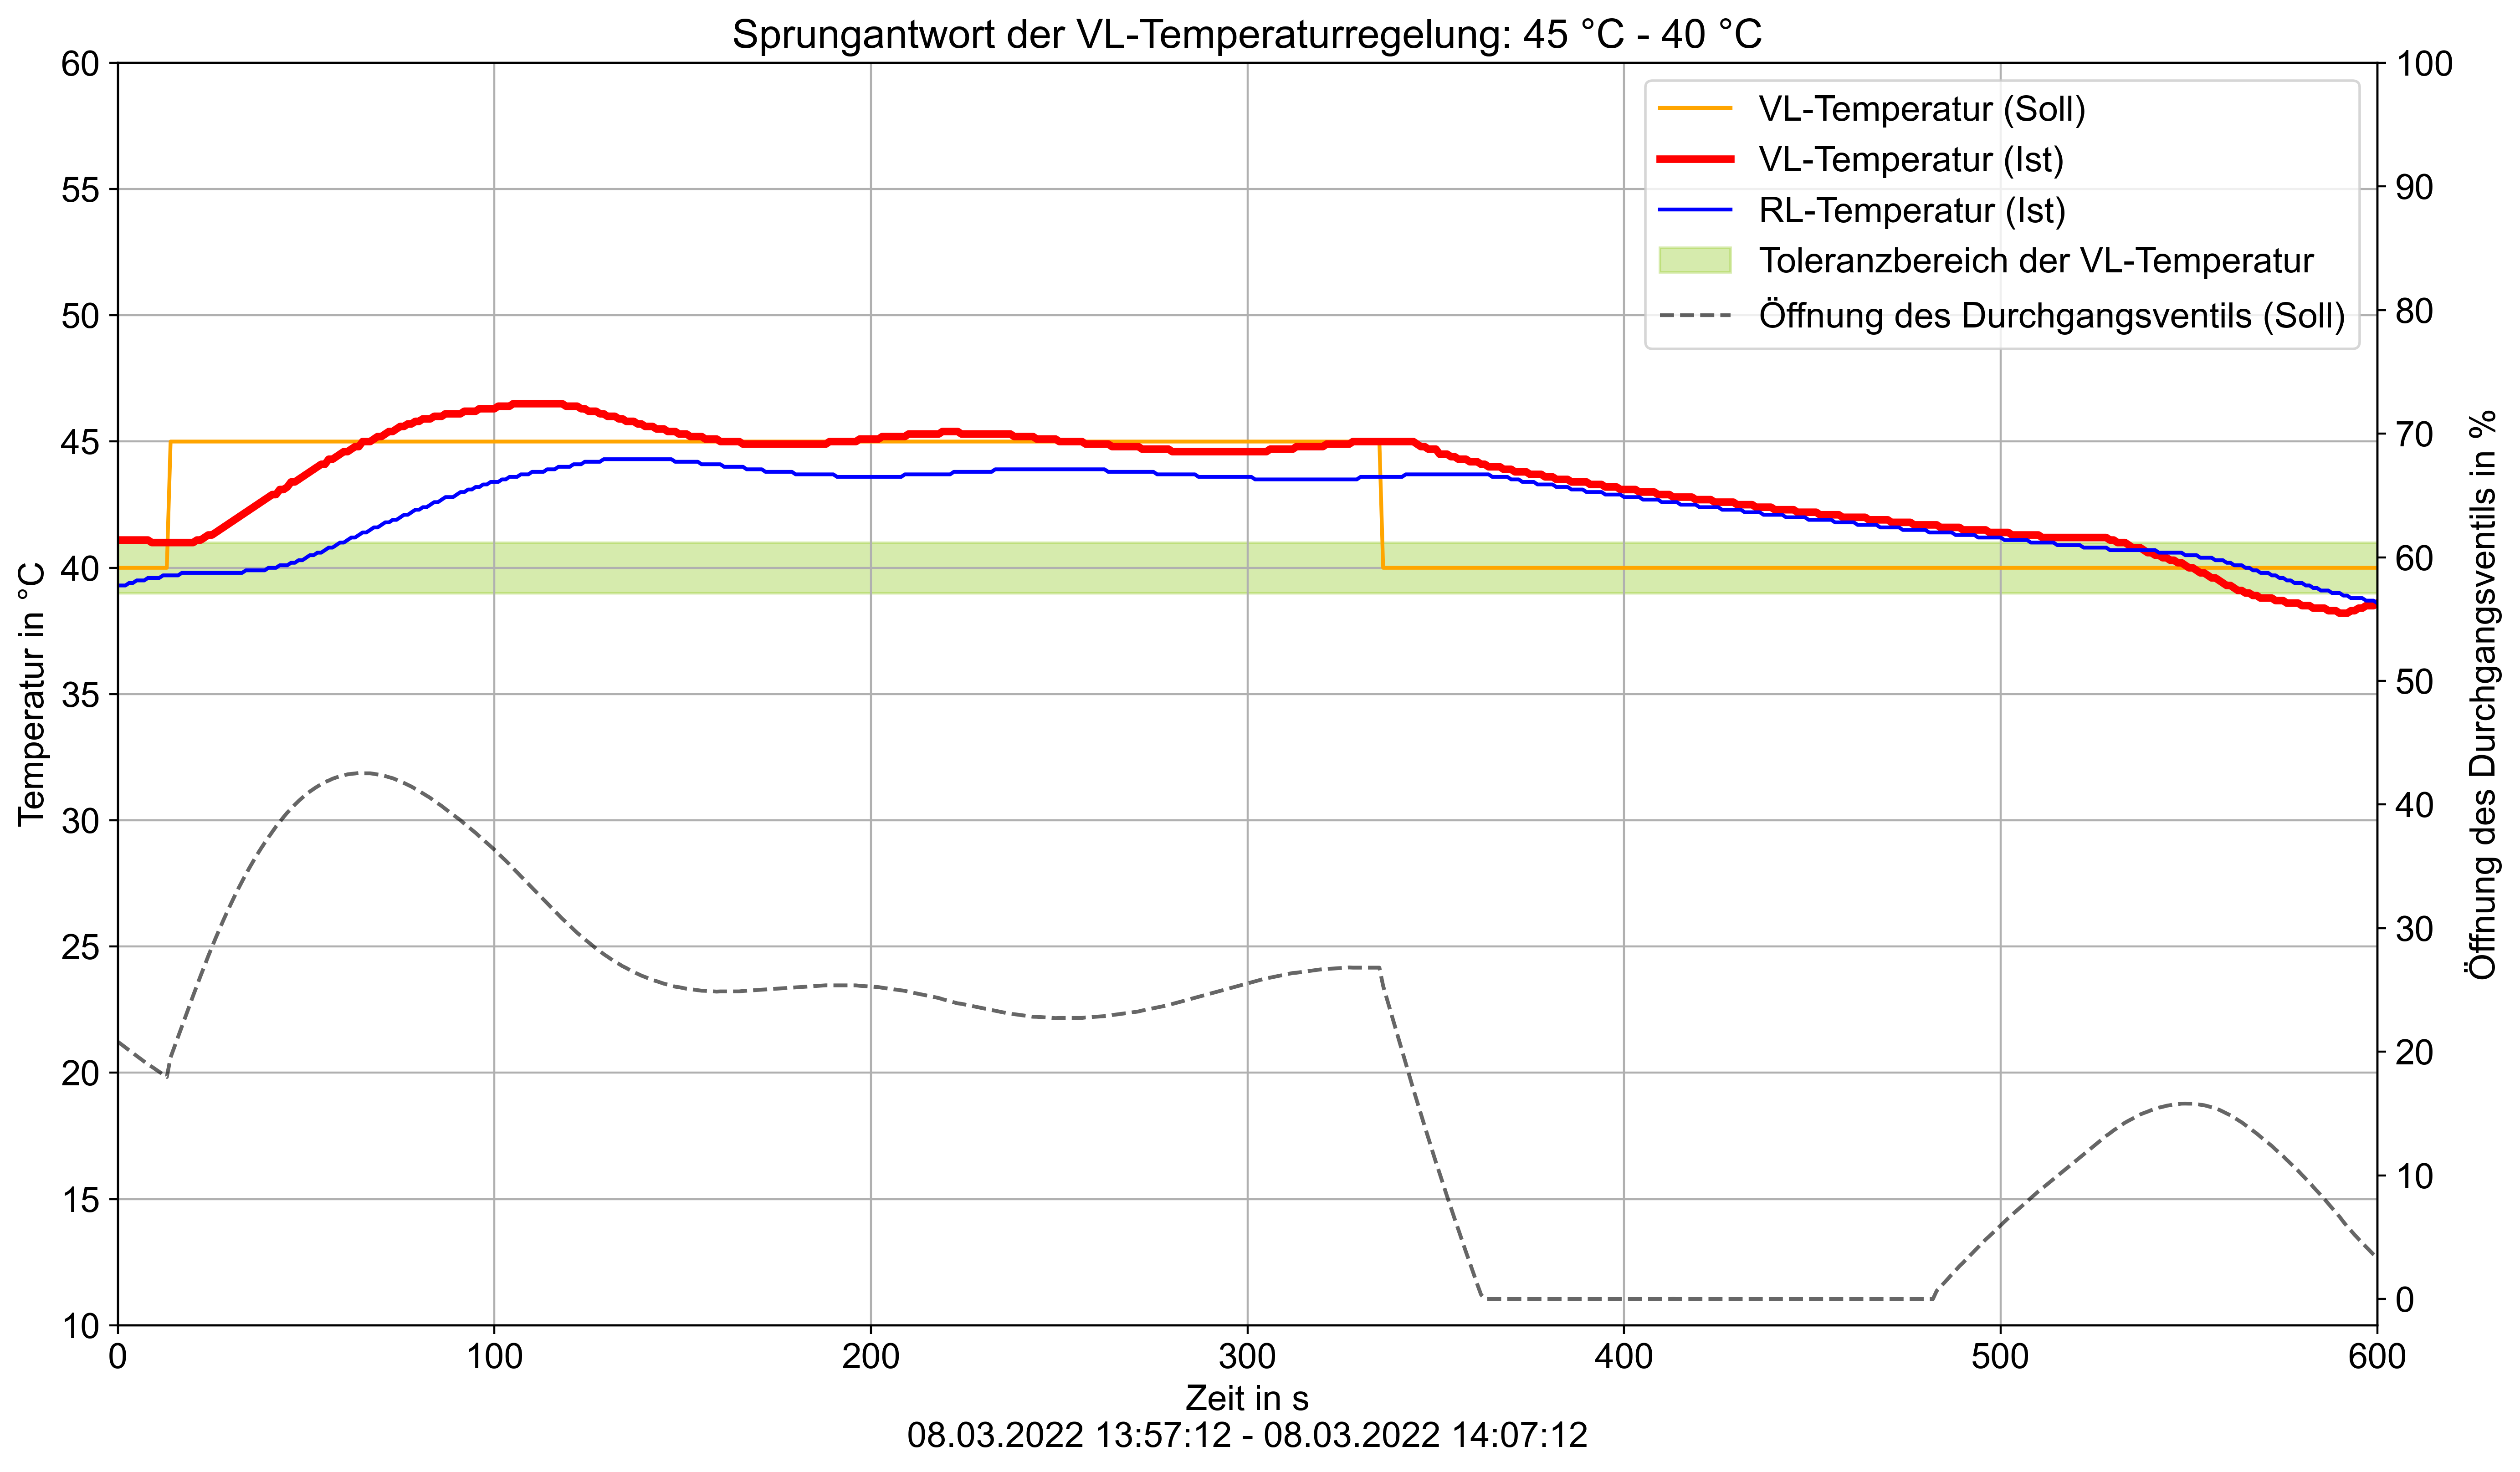 Sprungantwort der VL-Temperaturregelung: 45 °C - 40 °C
VL-Temperatur (Soll)
VL-Temperatur (Ist)
RL-Temperatur (Ist)
Toleranzbereich der VL-Temperatur
Öffnung des Durchgangsventils (Soll)
Temperatur in °C
60
55
50
45
40
35
30
25
20
15
10
Öffnung des Durchgangsventils in %
100
90
80
70
60
50
40
30
20
10
0
0 100 200 300 400 500 600
Zeit in s
08.03.2022 13:57:12 - 08.03.2022 14:07:12